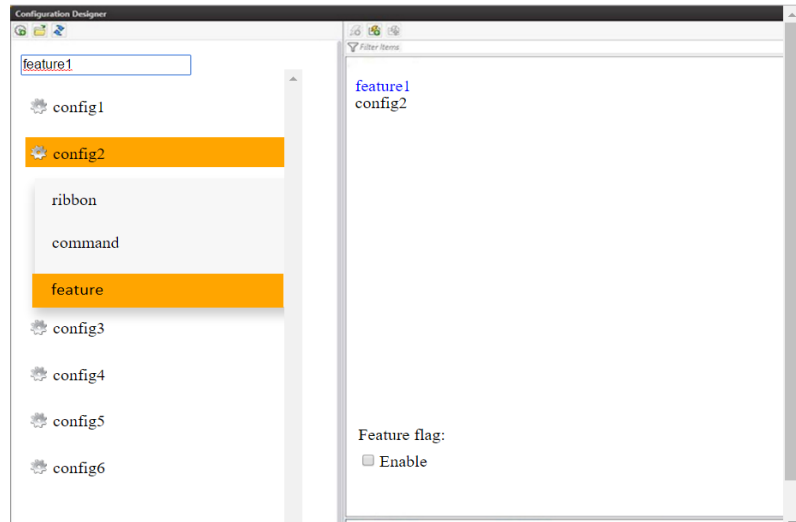 Configuration Designer
Filter Items
feature1
config1
config2
ribbon
command
feature
config3
config4
config5
config6
feature1
config2
Feature flag:
Enable